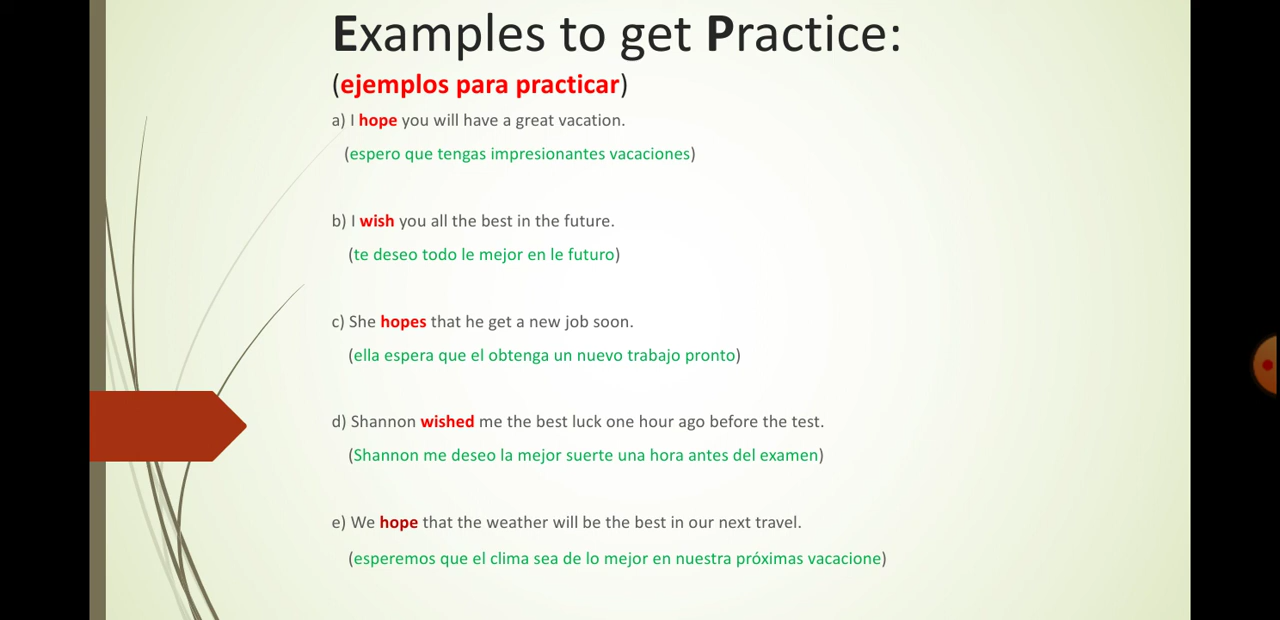 Examples to get Practice:
(ejemplos para practicar)
a) I hope you will have a great vacation.
(espero que tengas impresionantes vacaciones)
b) I wish you all the best in the future.
(te deseo todo le mejor en le futuro)
c) She hopes that he get a new job soon.
(ella espera que el obtenga un nuevo trabajo pronto)
d) Shannon wished me the best luck one hour ago before the test.
(Shannon me deseo la mejor suerte una hora antes del examen)
e) We hope that the weather will be the best in our next travel.
(esperemos que el clima sea de lo mejor en nuestra próximas vacacione)